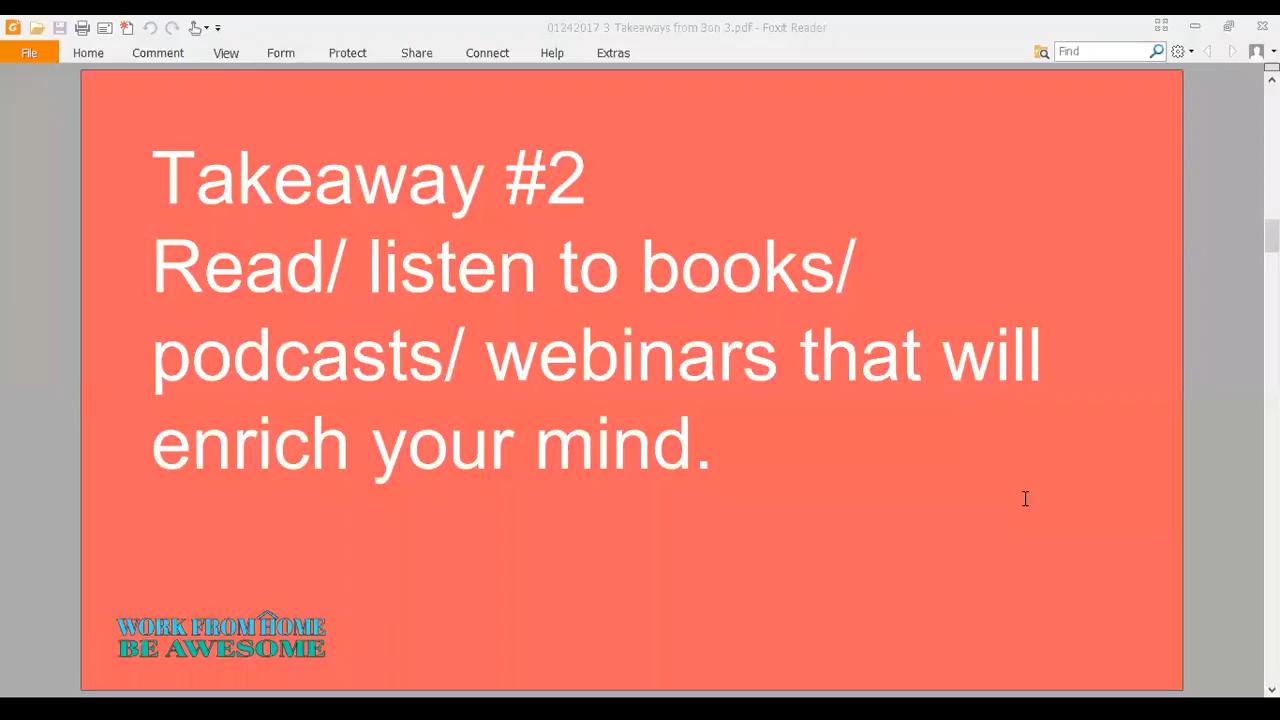 01242017 3 Takeaways from 3on 3.pdf - Foxit Reader
File Home Comment View Form Protect Share Connect Help Extras Find
Takeaway #2
Read/ listen to books/
podcasts/ webinars that will
enrich your mind.
WORK FROM HOME
BE AWESOME